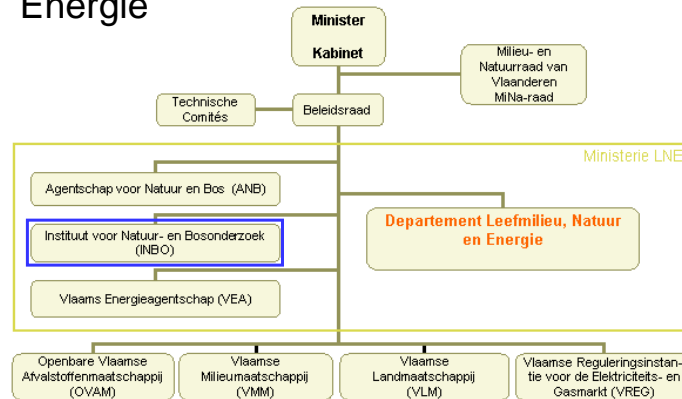 Energie
Minister
Kabinet
Milieu- en
Natuurraad van
Vlaanderen
MiNa-raad
Technische
Comités
Beleidsraad
Ministerie LNE
Agentschap voor Natuur en Bos (ANB)
Departement Leefmilieu, Natuur
en Energie
Instituut voor Natuur- en Bosonderzoek
(INBO)
Vlaams Energieagentschap (VEA)
Openbare Vlaamse
Afvalstoffenmaatschappij
(OVAM)
Vlaamse
Milieumaatschappij
(VMM)
Vlaamse
Landmaatschappij
(VLM)
Vlaamse Reguleringsinstan-
tie voor de Elektriciteits- en
Gasmarkt (VREG)